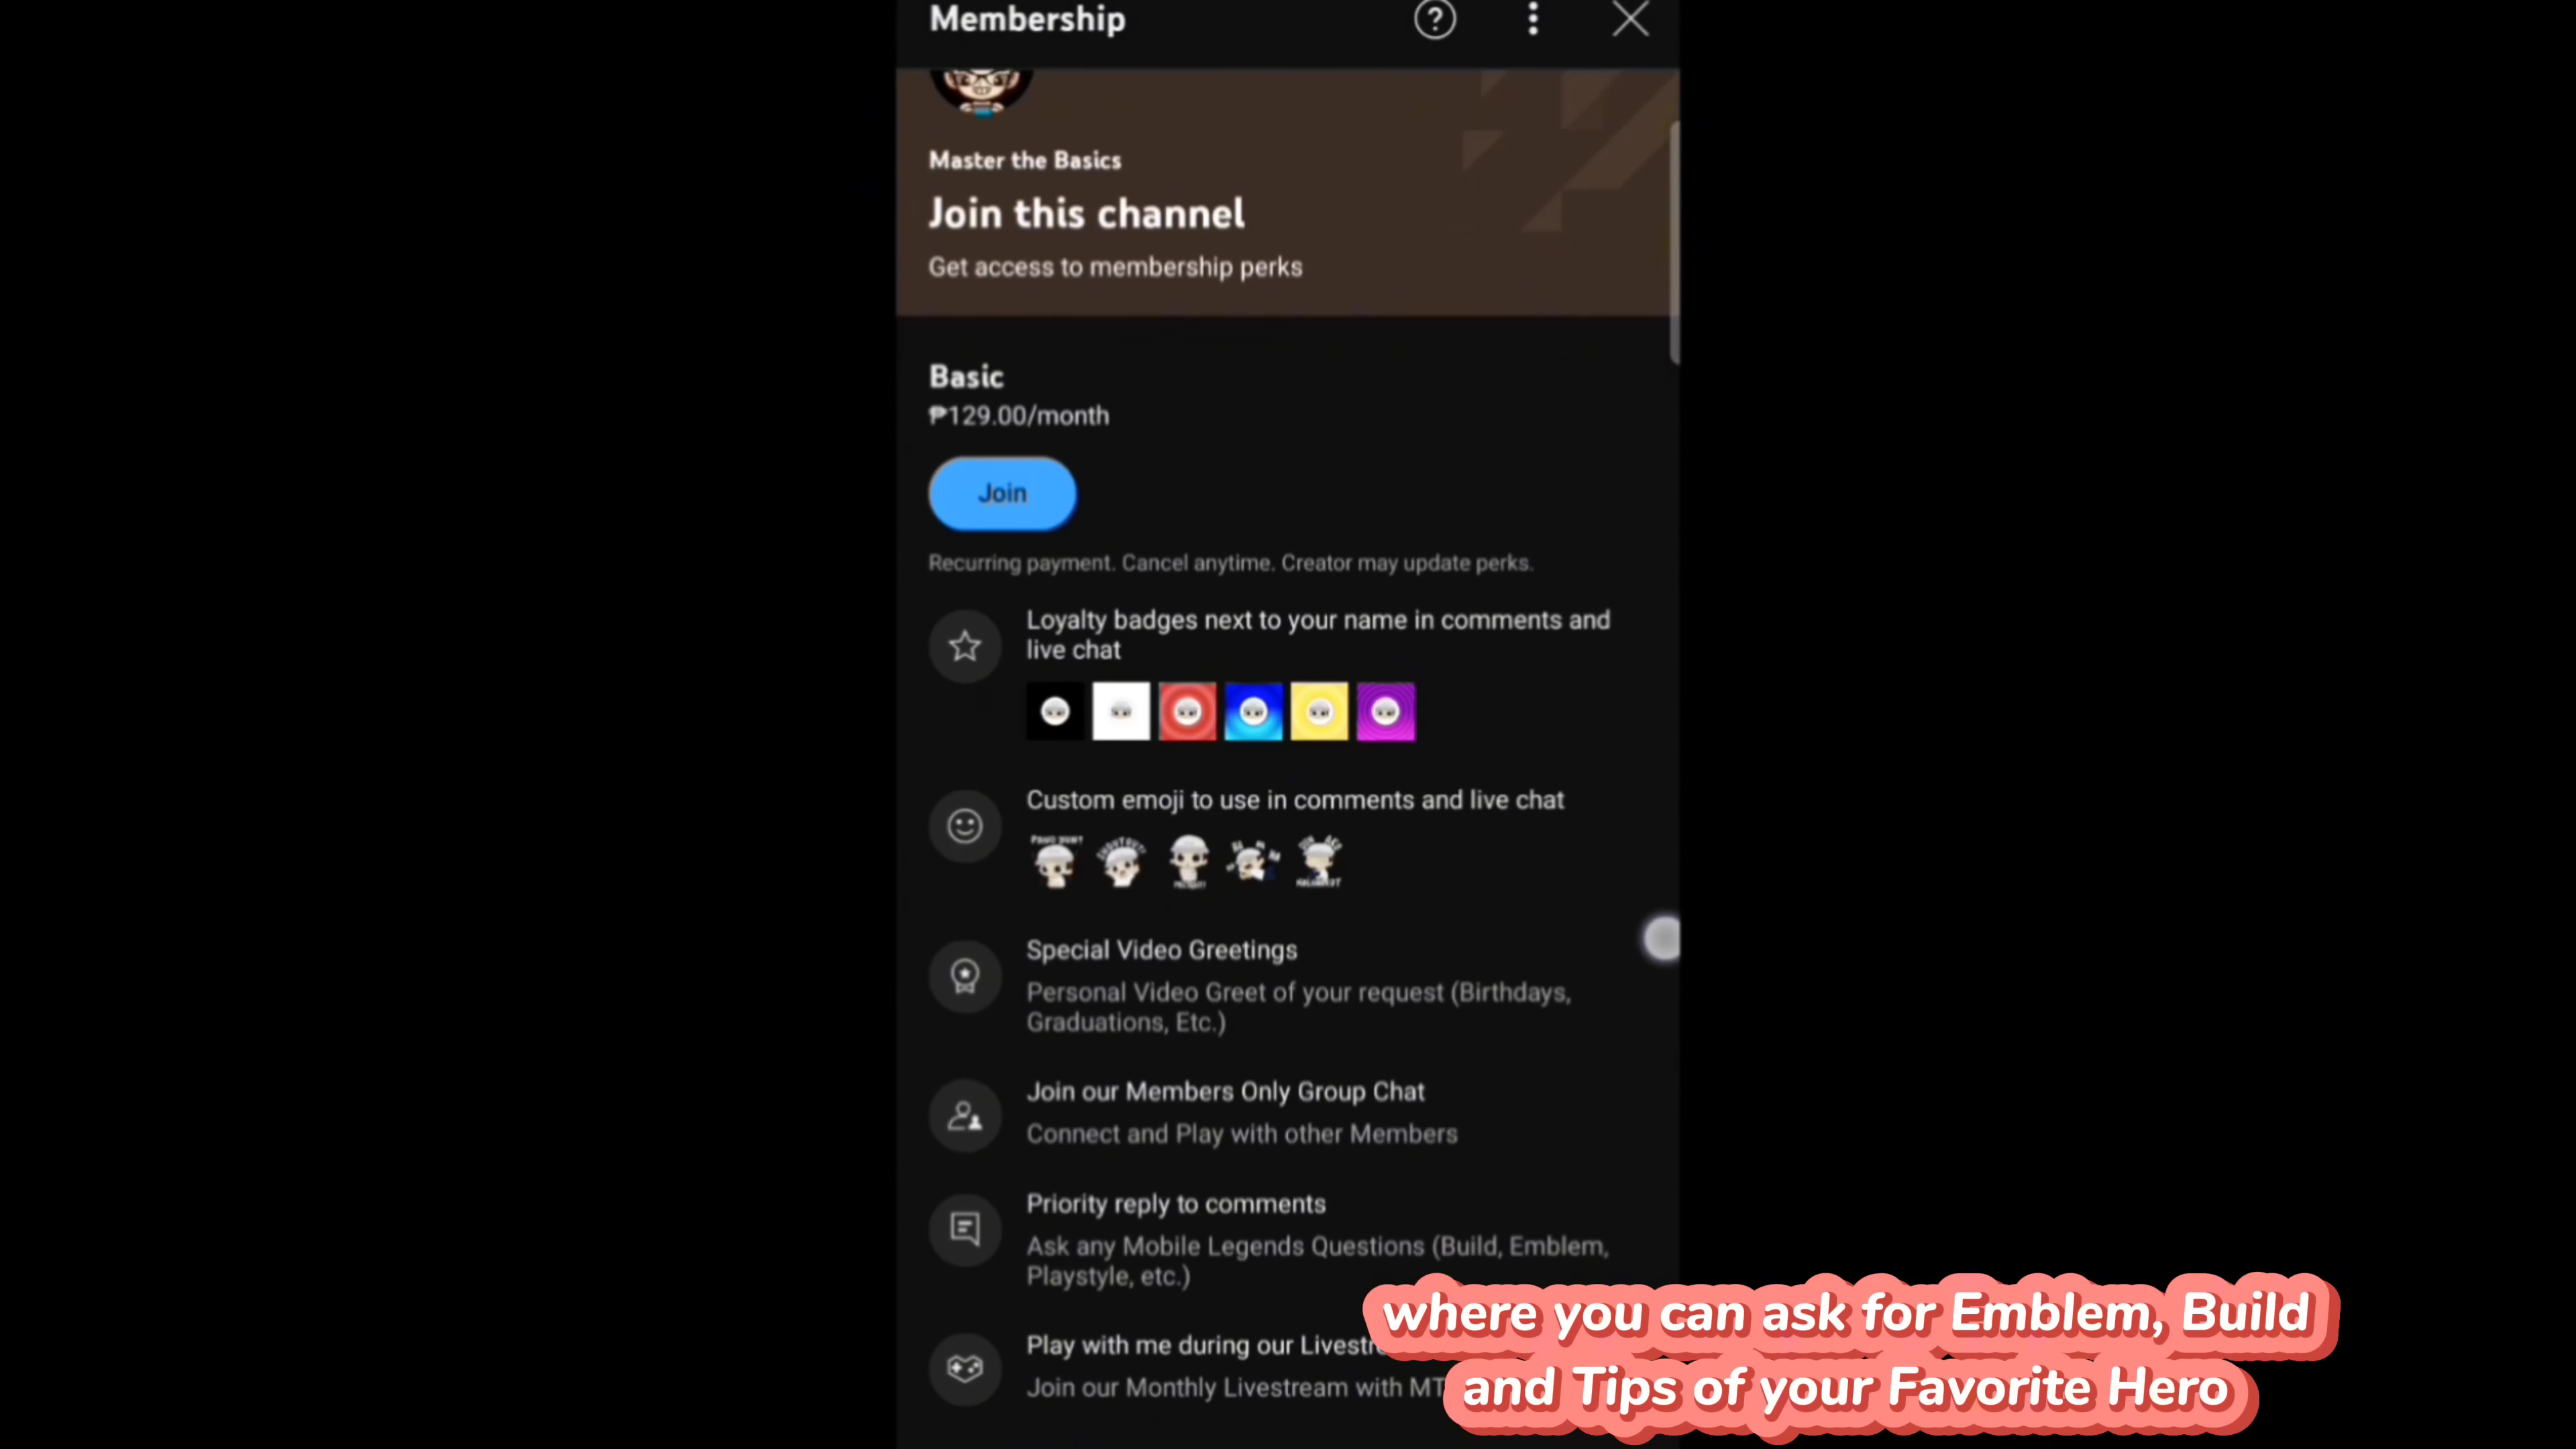 Membership
Master the Basics
Join this channel
Get access to membership perks
Basic
₱129.00/month
Join
Recurring payment. Cancel anytime. Creator may update perks.
Loyalty badges next to your name in comments and
live chat
Custom emoji to use in comments and live chat
Special Video Greetings
Personal Video Greet of your request (Birthdays,
Graduations, Etc.)
Join our Members Only Group Chat
Connect and Play with other Members
Priority reply to comments
Ask any Mobile Legends Questions (Build, Emblem,
Playstyle, etc.)
Play with me during our
Join our Monthly Livestream with
where you can ask for Emblem, Build
and Tips of your Favorite Hero